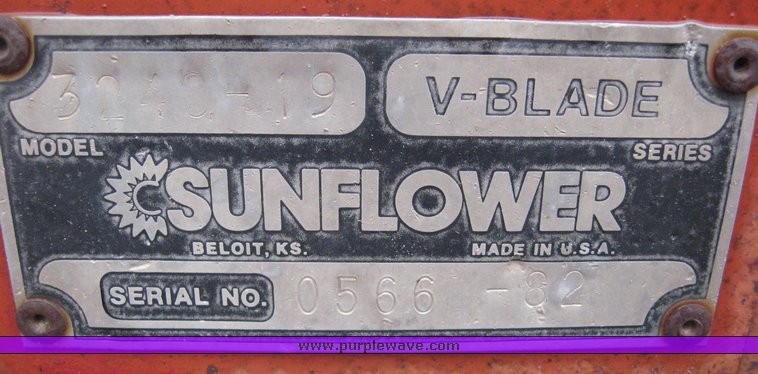 3240-19 V-BLADE
MODEL SERIES
SUNFLOWER
BELOIT, KS. MADE IN U.S.A.
SERIAL NO. 0566 -82
www.purplewave.com